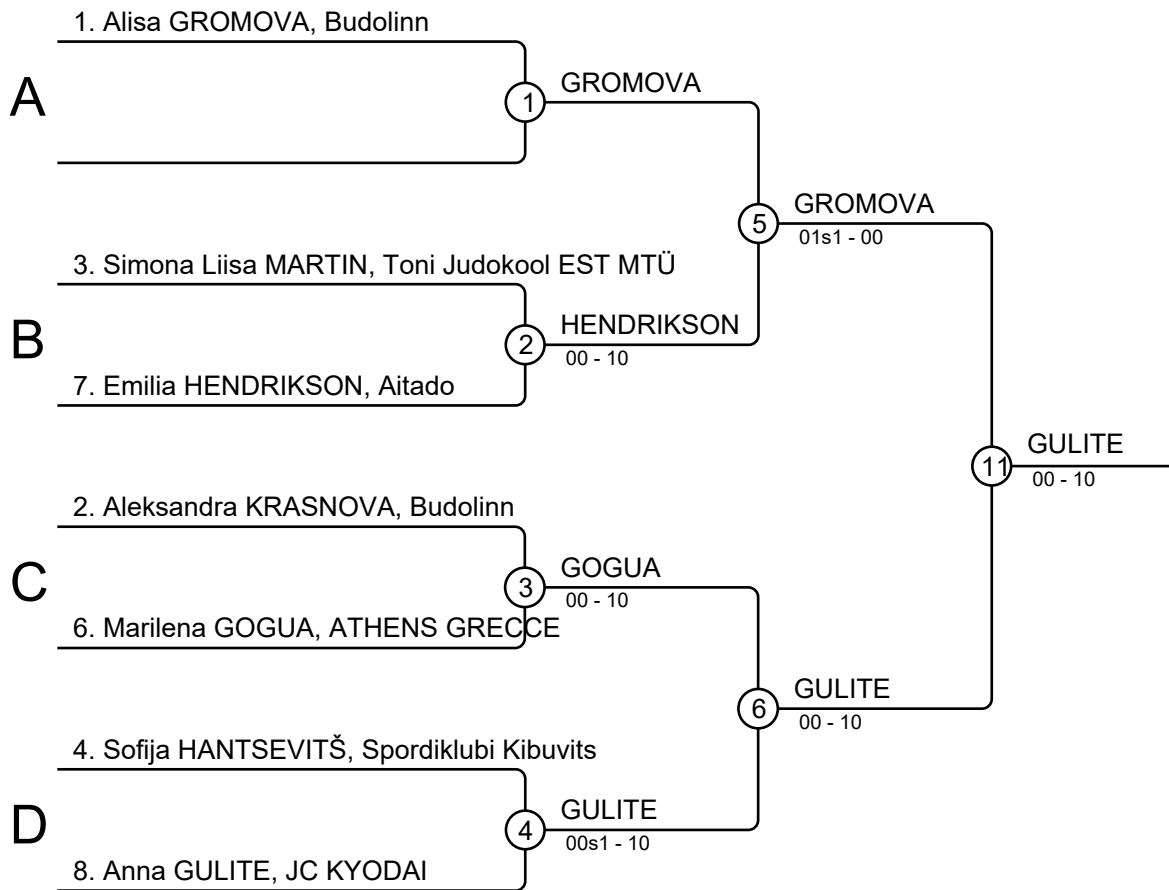 1. Alisa GROMOVA, Budolinn
A
1
GROMOVA
5
GROMOVA
01s1 - 00
3. Simona Liisa MARTIN, Toni Judokool EST MTÜ
B
2
HENDRIKSON
00 - 10
7. Emilia HENDRIKSON, Aitado
11
GULITE
00 - 10
2. Aleksandra KRASNOVA, Budolinn
C
3
GOGUA
00 - 10
6. Marilena GOGUA, ATHENS GRECCE
6
GULITE
00 - 10
4. Sofija HANTSEVITŠ, Spordiklubi Kibuvits
D
4
GULITE
00s1 - 10
8. Anna GULITE, JC KYODAI